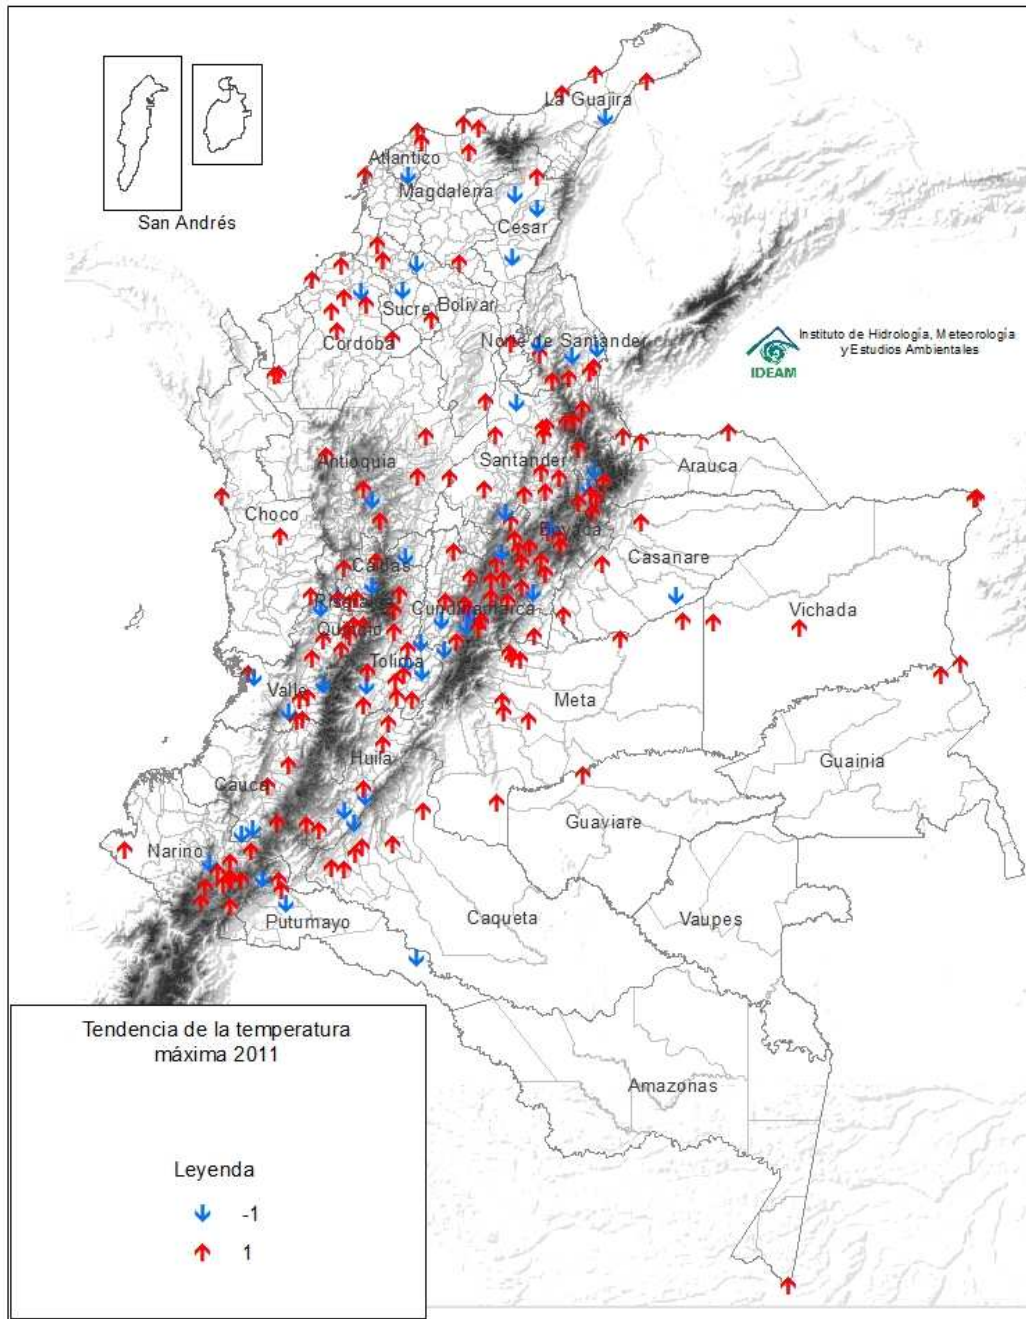 La Guajira
Atlantico
Magdalena
San Andrés
Cesar
Sucre
Bolivar
Cordoba
Norte de Santander
Instituto de Hidrología, Meteorología
y Estudios Ambientales
IDEAM
Antioquia
Santander
Arauca
Choco
Boyaca
Casanare
Caldas
Risaralda
Cundinamarca
Vichada
Quindio
Tolima
Valle
Meta
Huila
Guainia
Cauca
Guaviare
Narino
Putumayo
Caqueta
Vaupes
Tendencia de la temperatura
máxima 2011
Amazonas
Leyenda
-1
1